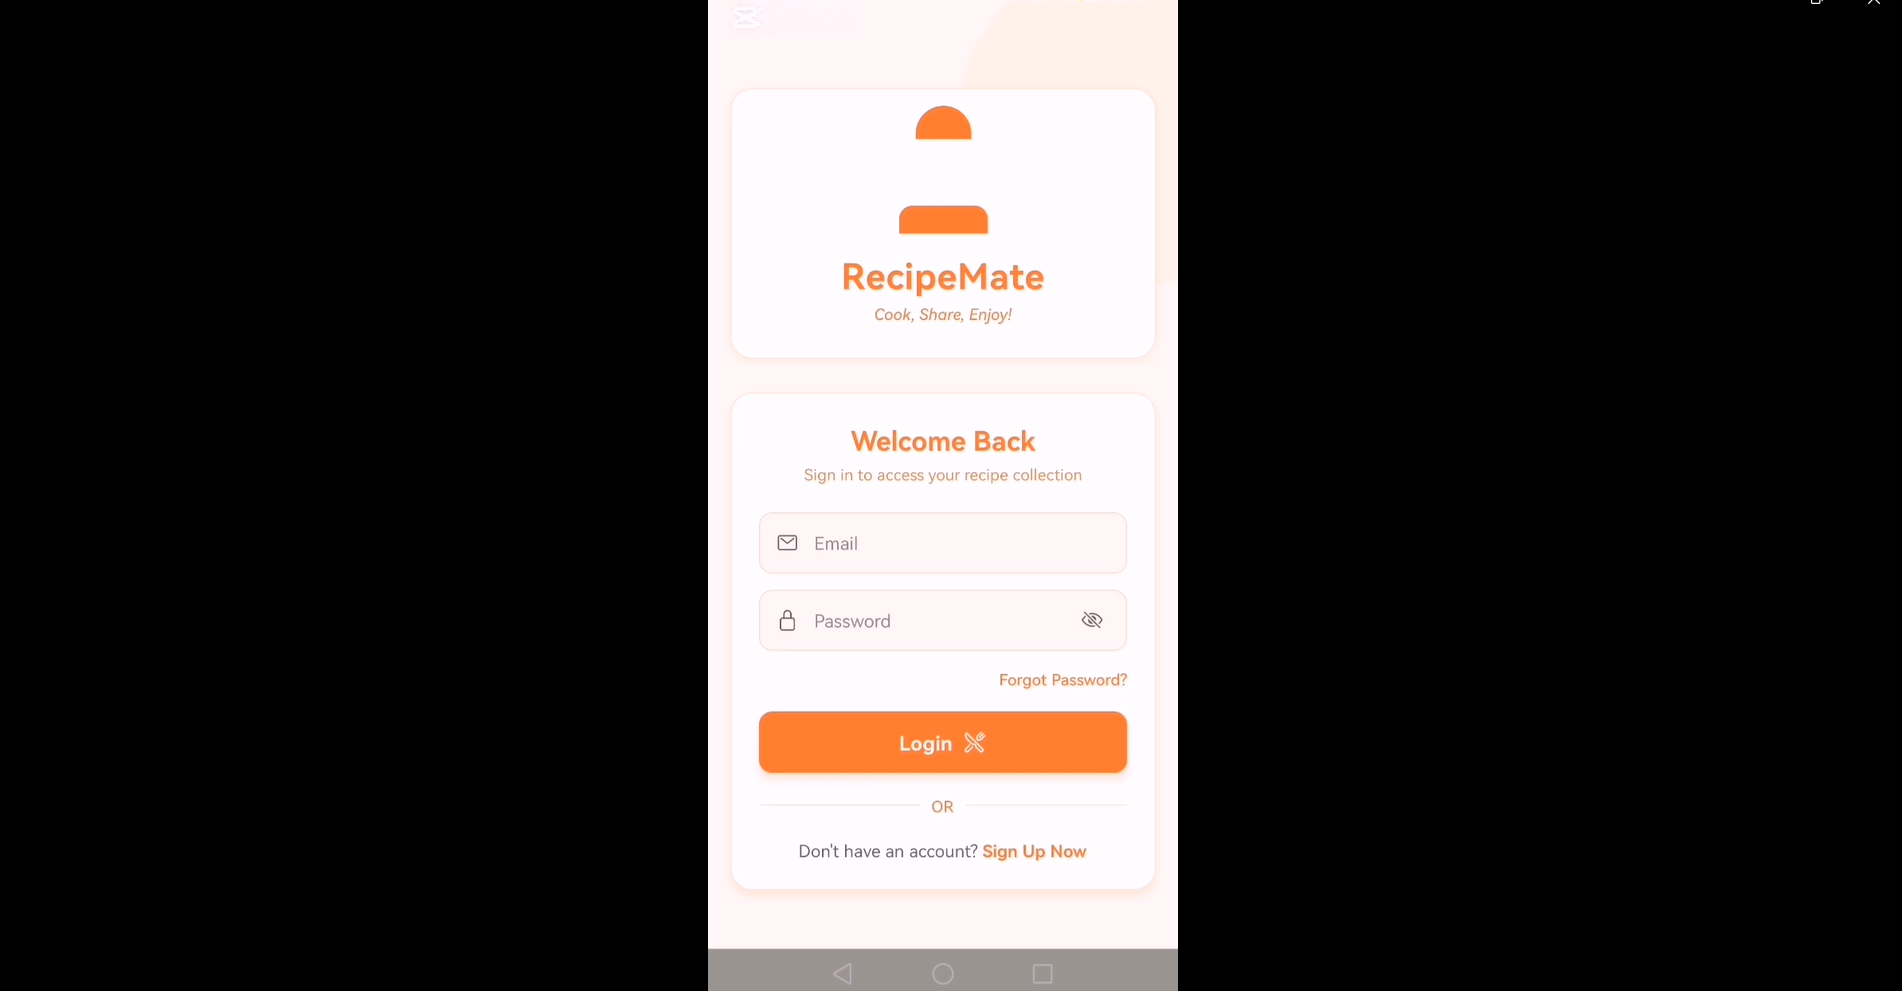 RecipeMate
Cook, Share, Enjoy!
Welcome Back
Sign in to access your recipe collection
Email
Password
Forgot Password?
Login
OR
Don't have an account? Sign Up Now